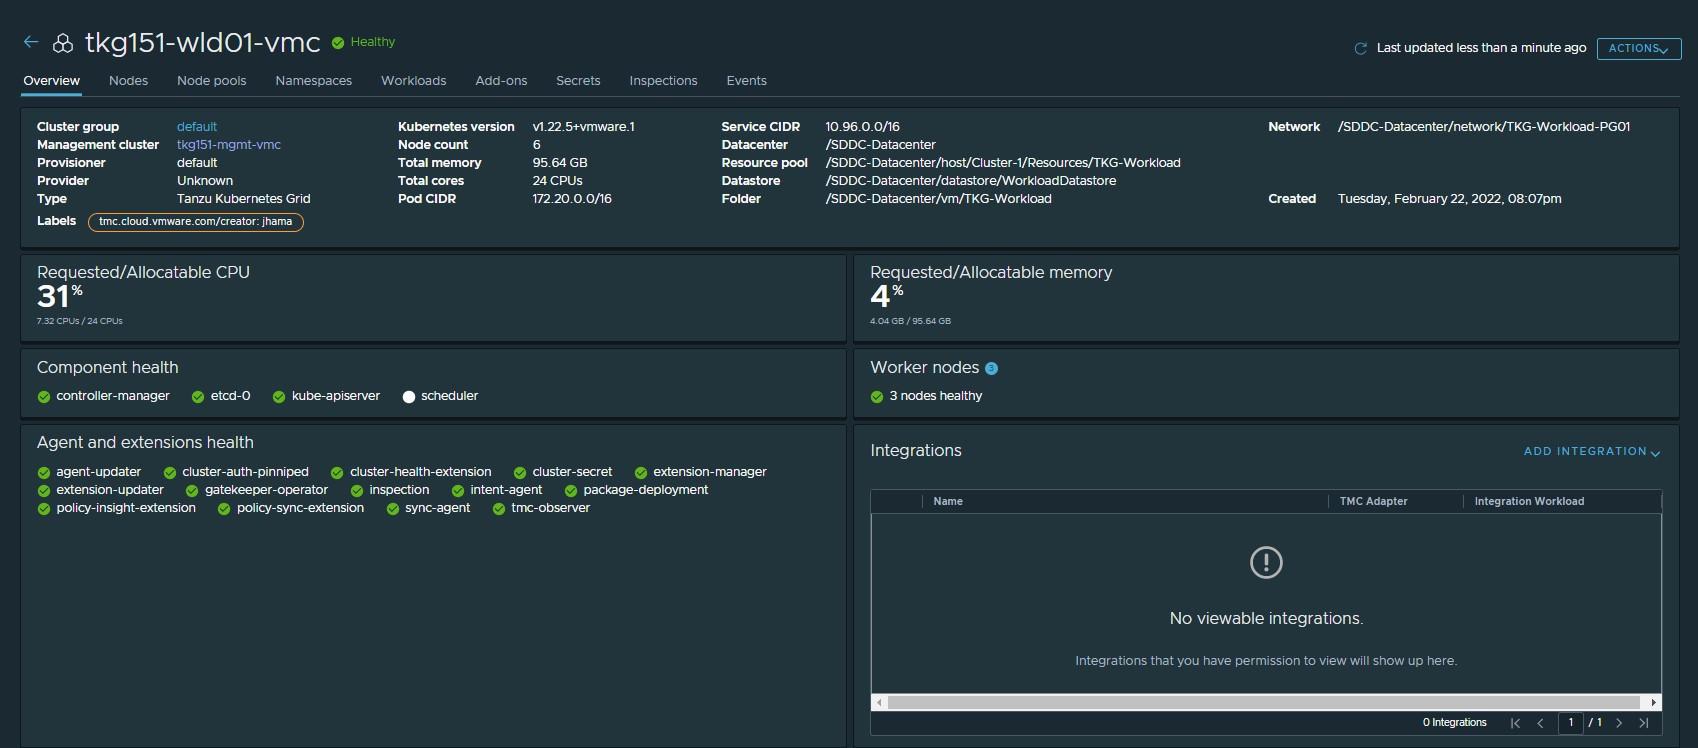 tkg151-wld01-vmc Healthy
Last updated less than a minute ago ACTIONS
Overview Nodes Node pools Namespaces Workloads Add-ons Secrets Inspections Events
Cluster group default
Management cluster tkg151-mgmt-vmc
Provisioner default
Provider Unknown
Type Tanzu Kubernetes Grid
Labels tmc.cloud.vmware.com/creator: jhama
Kubernetes version v1.22.5+vmware.1
Node count 6
Total memory 95.64 GB
Total cores 24 CPUs
Pod CIDR 172.20.0.0/16
Service CIDR 10.96.0.0/16
Datacenter /SDDC-Datacenter
Resource pool /SDDC-Datacenter/host/Cluster-1/Resources/TKG-Workload
Datastore /SDDC-Datacenter/datastore/WorkloadDatastore
Folder /SDDC-Datacenter/vm/TKG-Workload
Network /SDDC-Datacenter/network/TKG-Workload-PG01
Created Tuesday, February 22, 2022, 08:07pm
Requested/Allocatable CPU
31%
7.32 CPUs / 24 CPUs
Requested/Allocatable memory
4%
4.04 GB / 95.64 GB
Component health
controller-manager etcd-0 kube-apiserver scheduler
Worker nodes 3
3 nodes healthy
Agent and extensions health
agent-updater cluster-auth-pinniped cluster-health-extension cluster-secret extension-manager
extension-updater gatekeeper-operator inspection intent-agent package-deployment
policy-insight-extension policy-sync-extension sync-agent tmc-observer
Integrations ADD INTEGRATION
Name TMC Adapter Integration Workload
No viewable integrations.
Integrations that you have permission to view will show up here.
0 Integrations 1 / 1